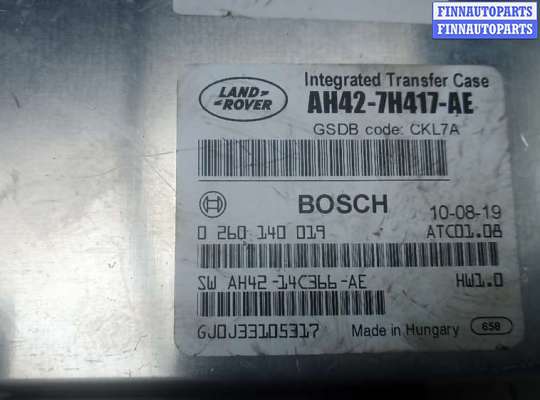 FINNAUTOPARTS
FINNAUTOPARTS
LAND ROVER
Integrated Transfer Case
AH42-7H417-AE
GSDB code: CKL7A
BOSCH
10-08-19
0 260 140 019
ATC01.08
SW AH42-14C366-AE
HW1.0
GJ0J33105317
Made in Hungary
658